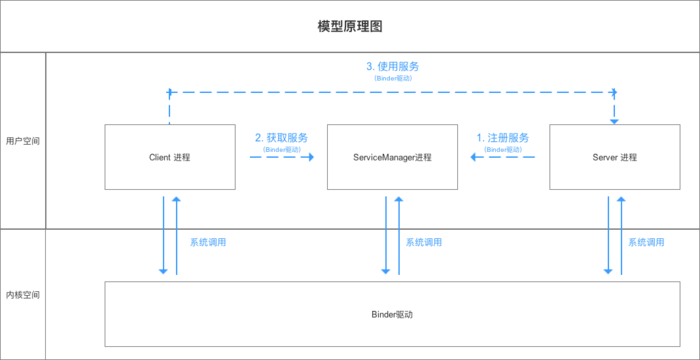 模型原理图
3. 使用服务
(Binder驱动)
用户空间
2. 获取服务
(Binder驱动)
1. 注册服务
(Binder驱动)
Client 进程
ServiceManager进程
Server 进程
系统调用
系统调用
系统调用
内核空间
Binder驱动